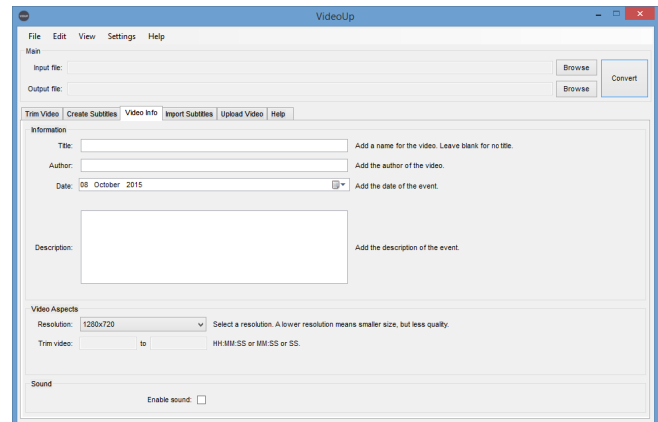 VideoUp
File Edit View Settings Help
Main
Input file: Browse
Convert
Output file: Browse
Trim Video Create Subtitles Video Info Import Subtitles Upload Video Help
Information
Title: Add a name for the video. Leave blank for no title.
Author: Add the author of the video.
Date: 08 October 2015 Add the date of the event.
Description: Add the description of the event.
Video Aspects
Resolution: 1280x720 Select a resolution. A lower resolution means smaller size, but less quality.
Trim video: to HH:MM:SS or MM:SS or SS.
Sound
Enable sound: